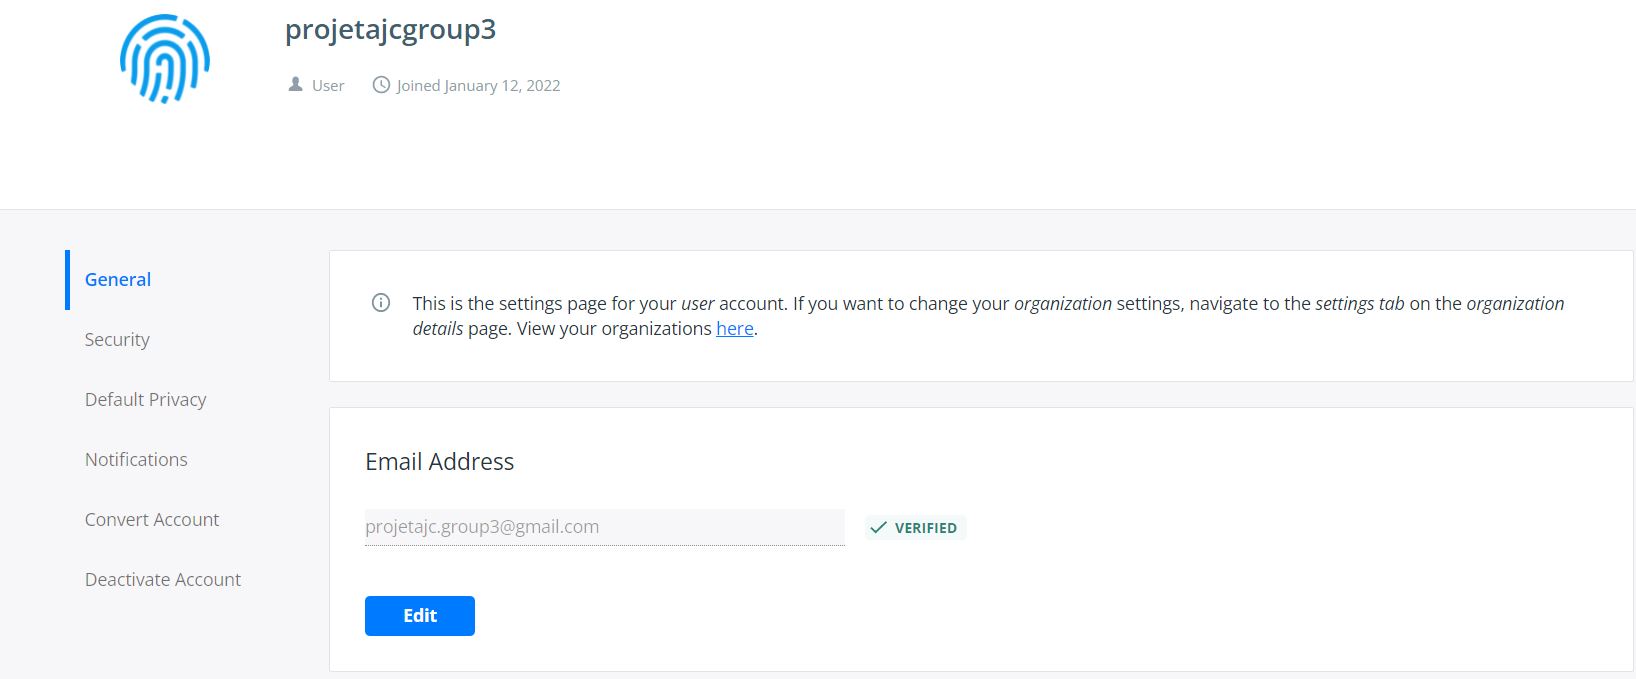 projetajcgroup3
User Joined January 12, 2022
General
Security
Default Privacy
Notifications
Convert Account
Deactivate Account
This is the settings page for your user account. If you want to change your organization settings, navigate to the settings tab on the organization
details page. View your organizations here.
Email Address
projetajc.group3@gmail.com VERIFIED
Edit